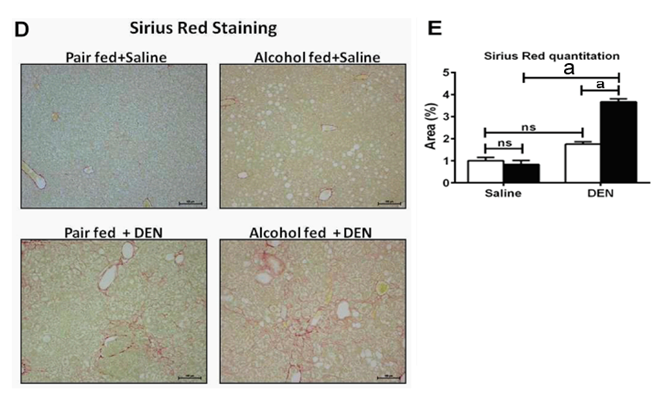 D
Sirius Red Staining
Pair fed+Saline
Alcohol fed+Saline
Pair fed + DEN
Alcohol fed + DEN
E
Sirius Red quantitation
Area (%)
5
4
3
2
1
0
a
a
ns
ns
Saline
DEN